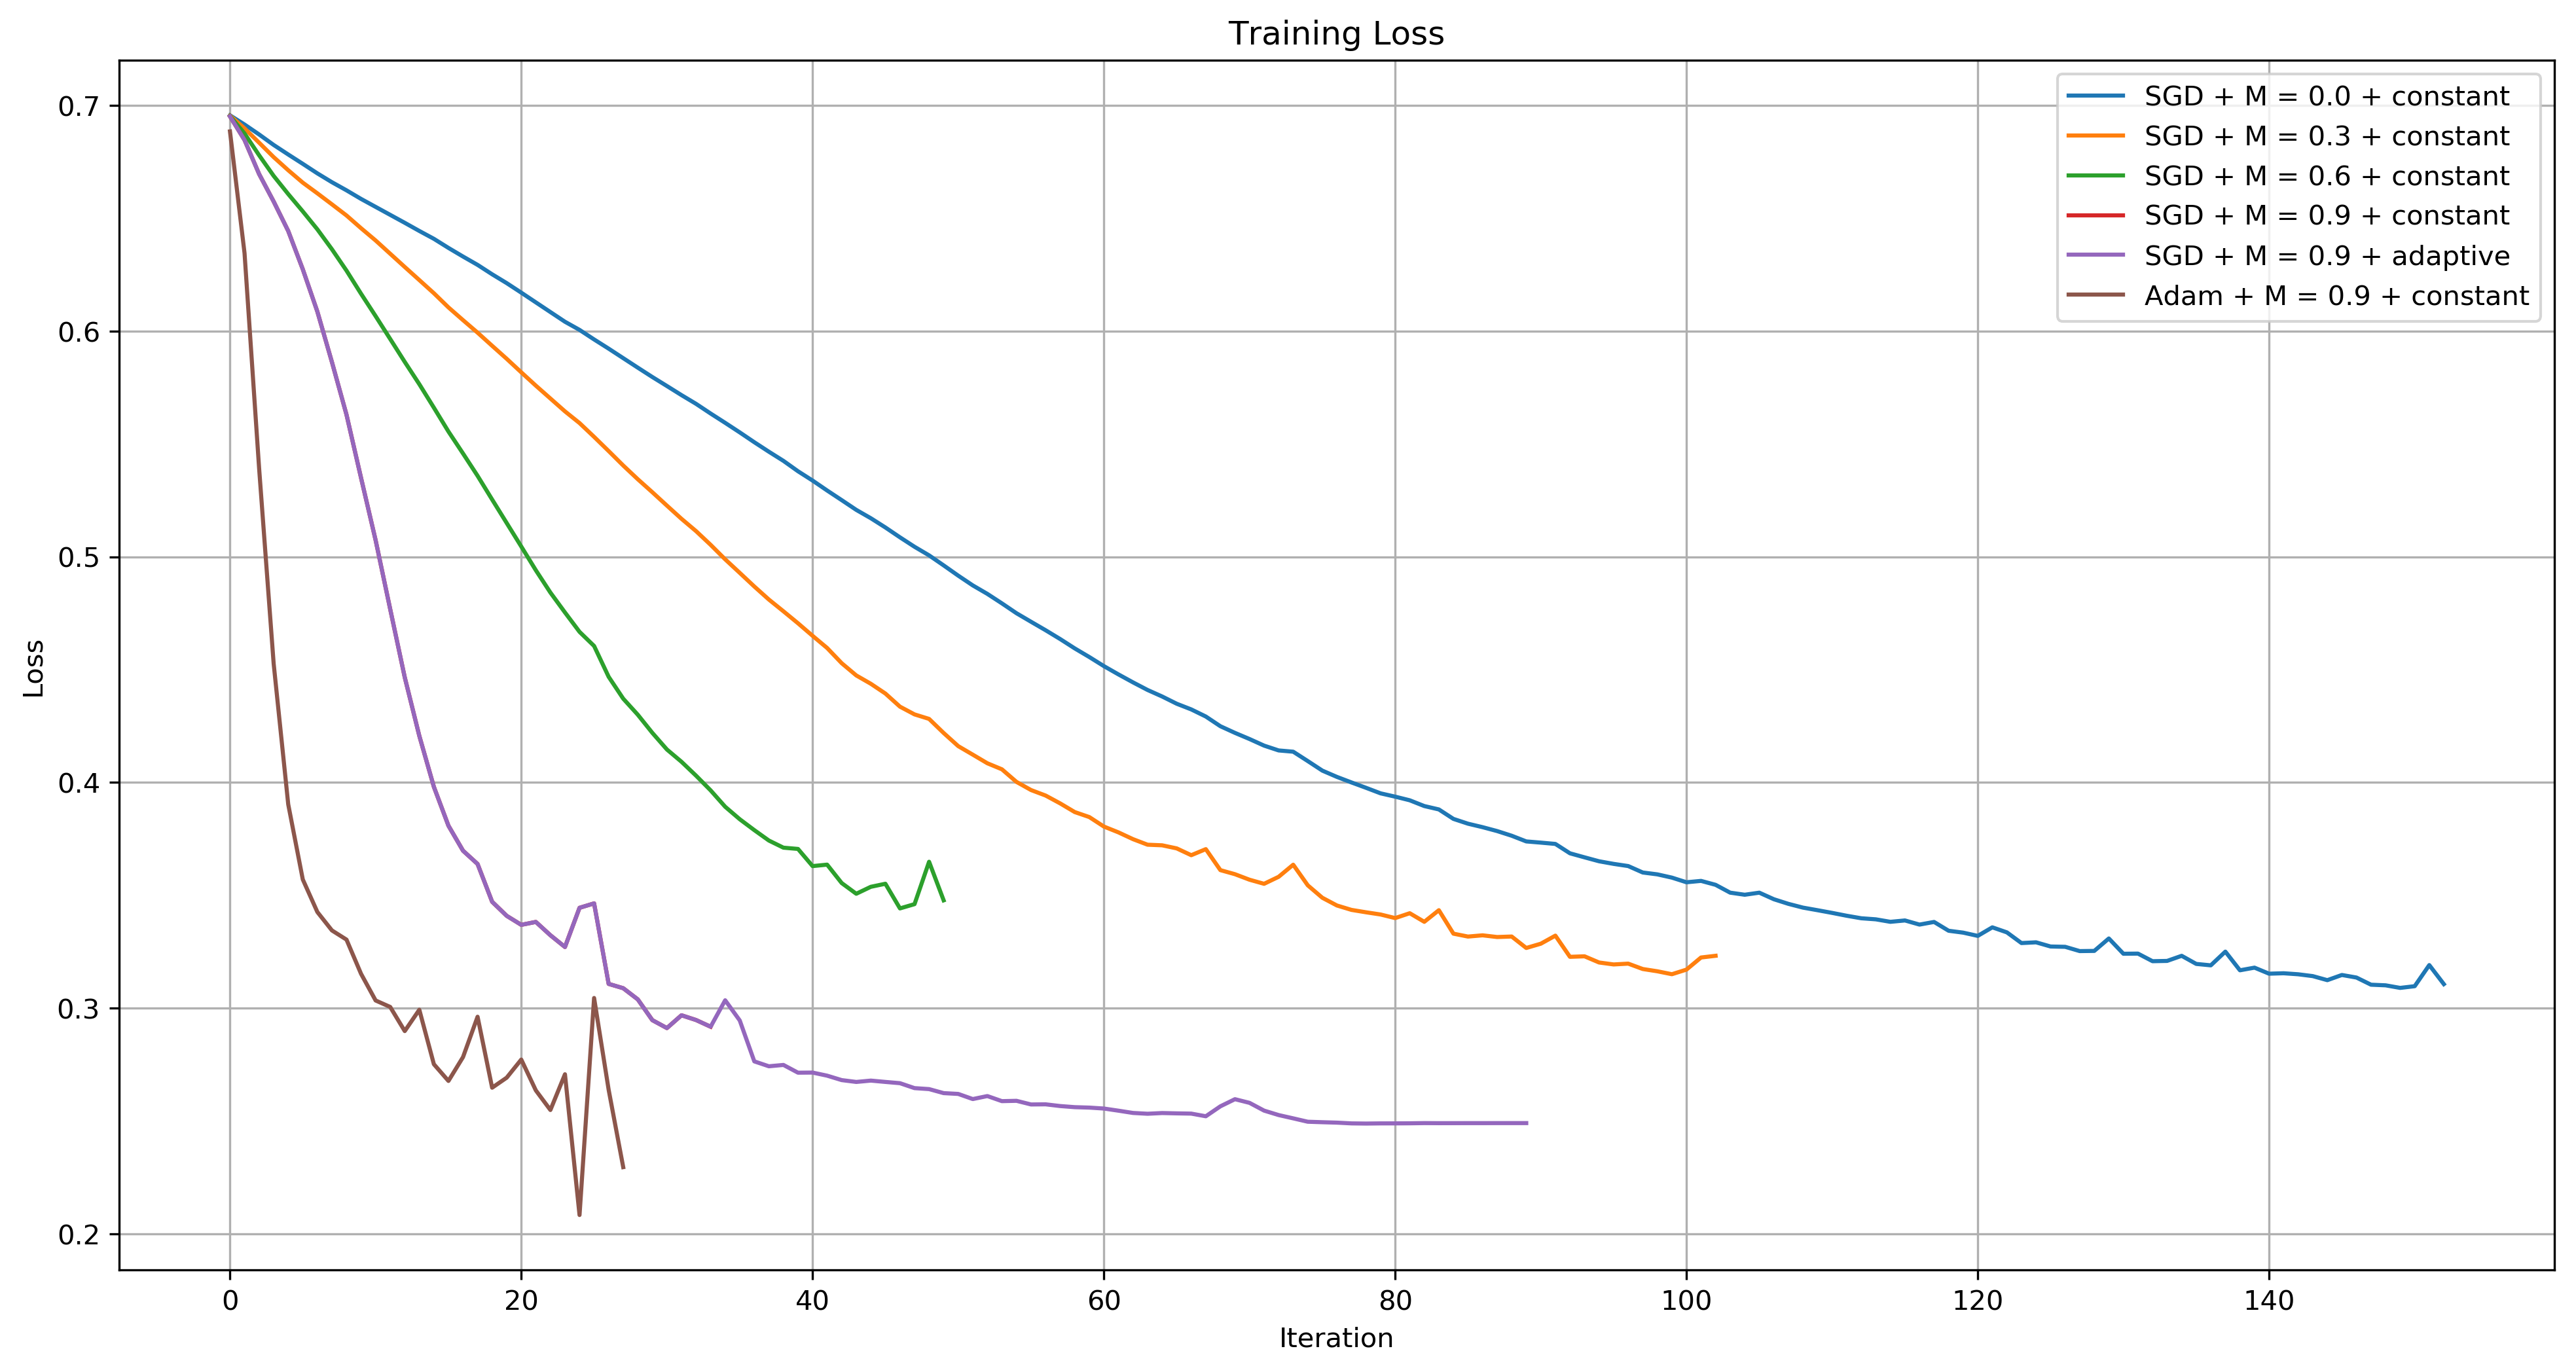 Training Loss
SGD + M = 0.0 + constant
SGD + M = 0.3 + constant
SGD + M = 0.6 + constant
SGD + M = 0.9 + constant
SGD + M = 0.9 + adaptive
Adam + M = 0.9 + constant
0.7
0.6
0.5
0.4
0.3
0.2
Loss
0 20 40 60 80 100 120 140
Iteration